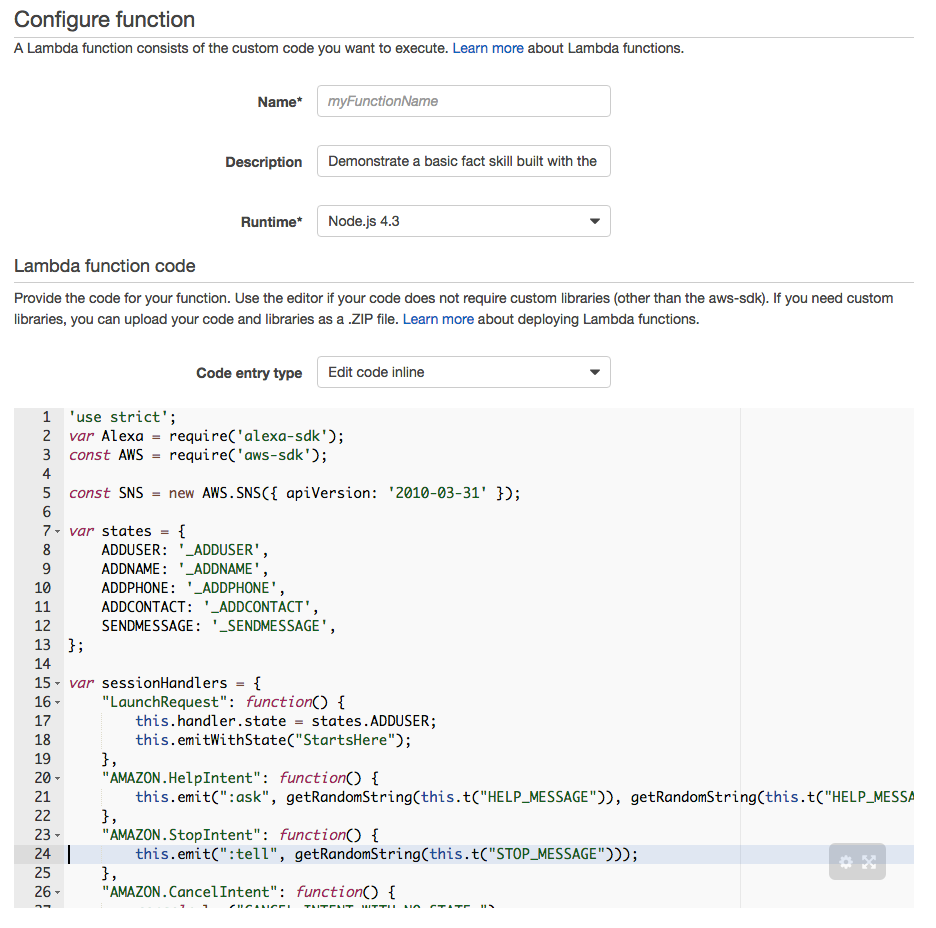 Configure function
A Lambda function consists of the custom code you want to execute. Learn more about Lambda functions.
Name* myFunctionName
Description Demonstrate a basic fact skill built with the
Runtime* Node.js 4.3
Lambda function code
Provide the code for your function. Use the editor if your code does not require custom libraries (other than the aws-sdk). If you need custom
libraries, you can upload your code and libraries as a .ZIP file. Learn more about deploying Lambda functions.
Code entry type Edit code inline
1 'use strict';
2 var Alexa = require('alexa-sdk');
3 const AWS = require('aws-sdk');
4
5 const SNS = new AWS.SNS({ apiVersion: '2010-03-31' });
6
7 var states = {
8     ADDUSER: '_ADDUSER',
9     ADDNAME: '_ADDNAME',
10     ADDPHONE: '_ADDPHONE',
11     ADDCONTACT: '_ADDCONTACT',
12     SENDMESSAGE: '_SENDMESSAGE',
13 };
14
15 var sessionHandlers = {
16     "LaunchRequest": function() {
17         this.handler.state = states.ADDUSER;
18         this.emitWithState("StartsHere");
19     },
20     "AMAZON.HelpIntent": function() {
21         this.emit(":ask", getRandomString(this.t("HELP_MESSAGE")), getRandomString(this.t("HELP_MESSA
22     },
23     "AMAZON.StopIntent": function() {
24         this.emit(":tell", getRandomString(this.t("STOP_MESSAGE")));
25     },
26     "AMAZON.CancelIntent": function() {